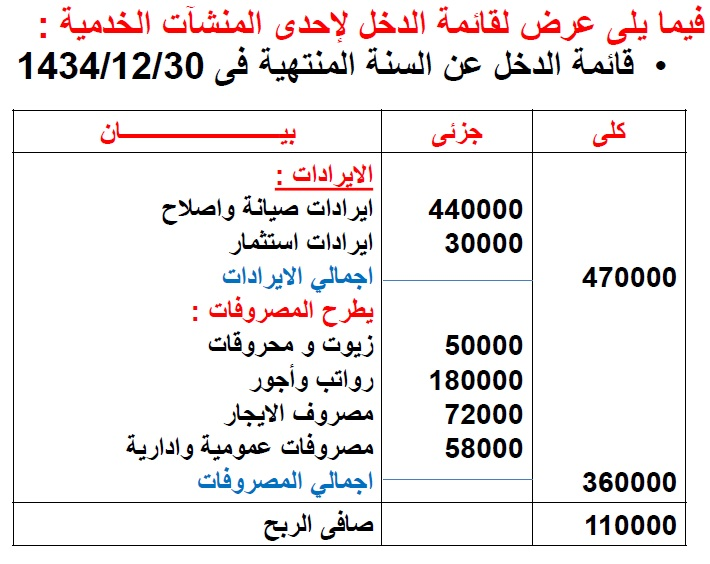 فيما يلى عرض لقائمة الدخل لإحدى المنشآت الخدمية :
• قائمة الدخل عن السنة المنتهية فى 1434/12/30
كلى جزئى بيـــــــــــــــــــان
الايرادات :
440000 ايرادات صيانة واصلاح
30000 ايرادات استثمار
470000 اجمالي الايرادات
يطرح المصروفات :
50000 زيوت و محروقات
180000 رواتب وأجور
72000 مصروف الايجار
58000 مصروفات عمومية وادارية
360000 اجمالي المصروفات
110000 صافى الربح